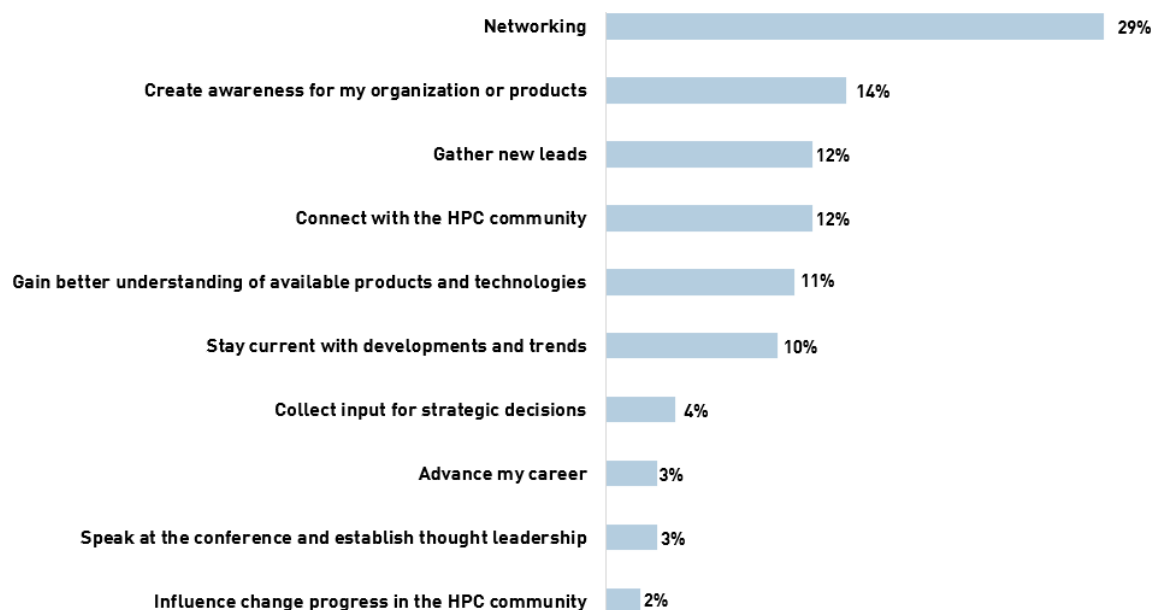 Networking 29%
Create awareness for my organization or products 14%
Gather new leads 12%
Connect with the HPC community 12%
Gain better understanding of available products and technologies 11%
Stay current with developments and trends 10%
Collect input for strategic decisions 4%
Advance my career 3%
Speak at the conference and establish thought leadership 3%
Influence change progress in the HPC community 2%